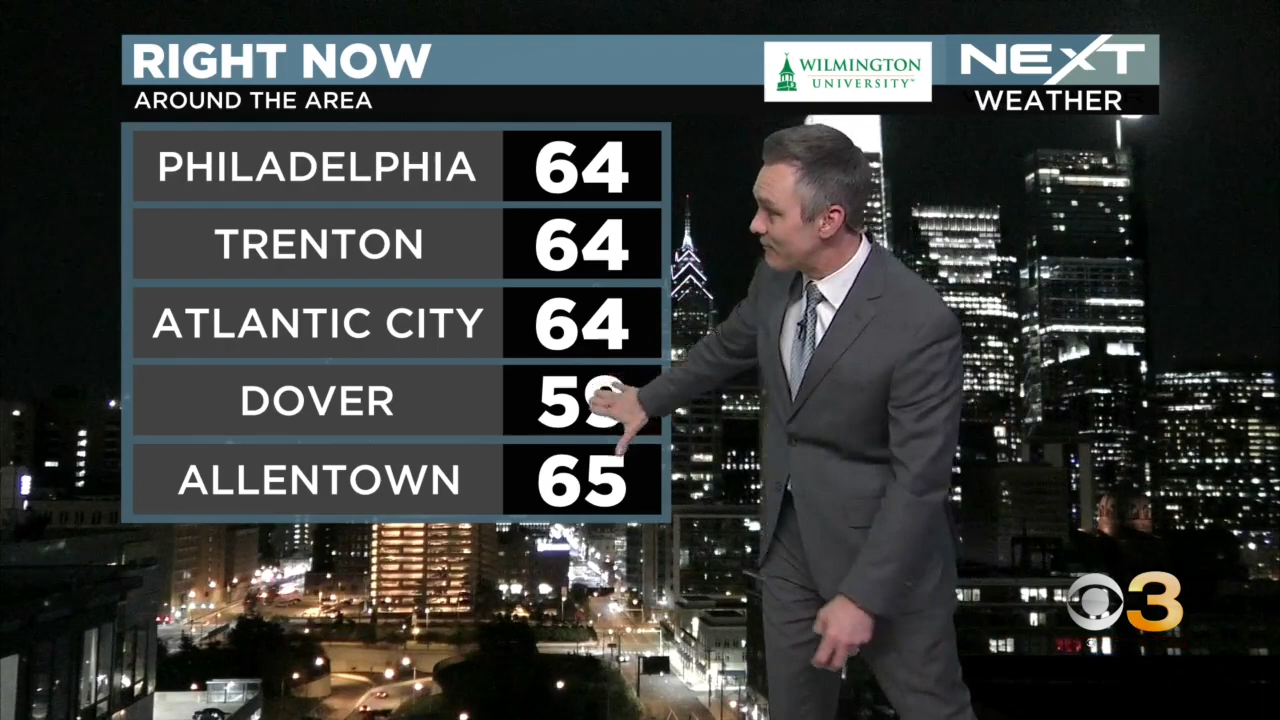 RIGHT NOW
AROUND THE AREA
WILMINGTON
UNIVERSITY
NEXT
WEATHER
PHILADELPHIA 64
TRENTON 64
ATLANTIC CITY 64
DOVER 59
ALLENTOWN 65
3